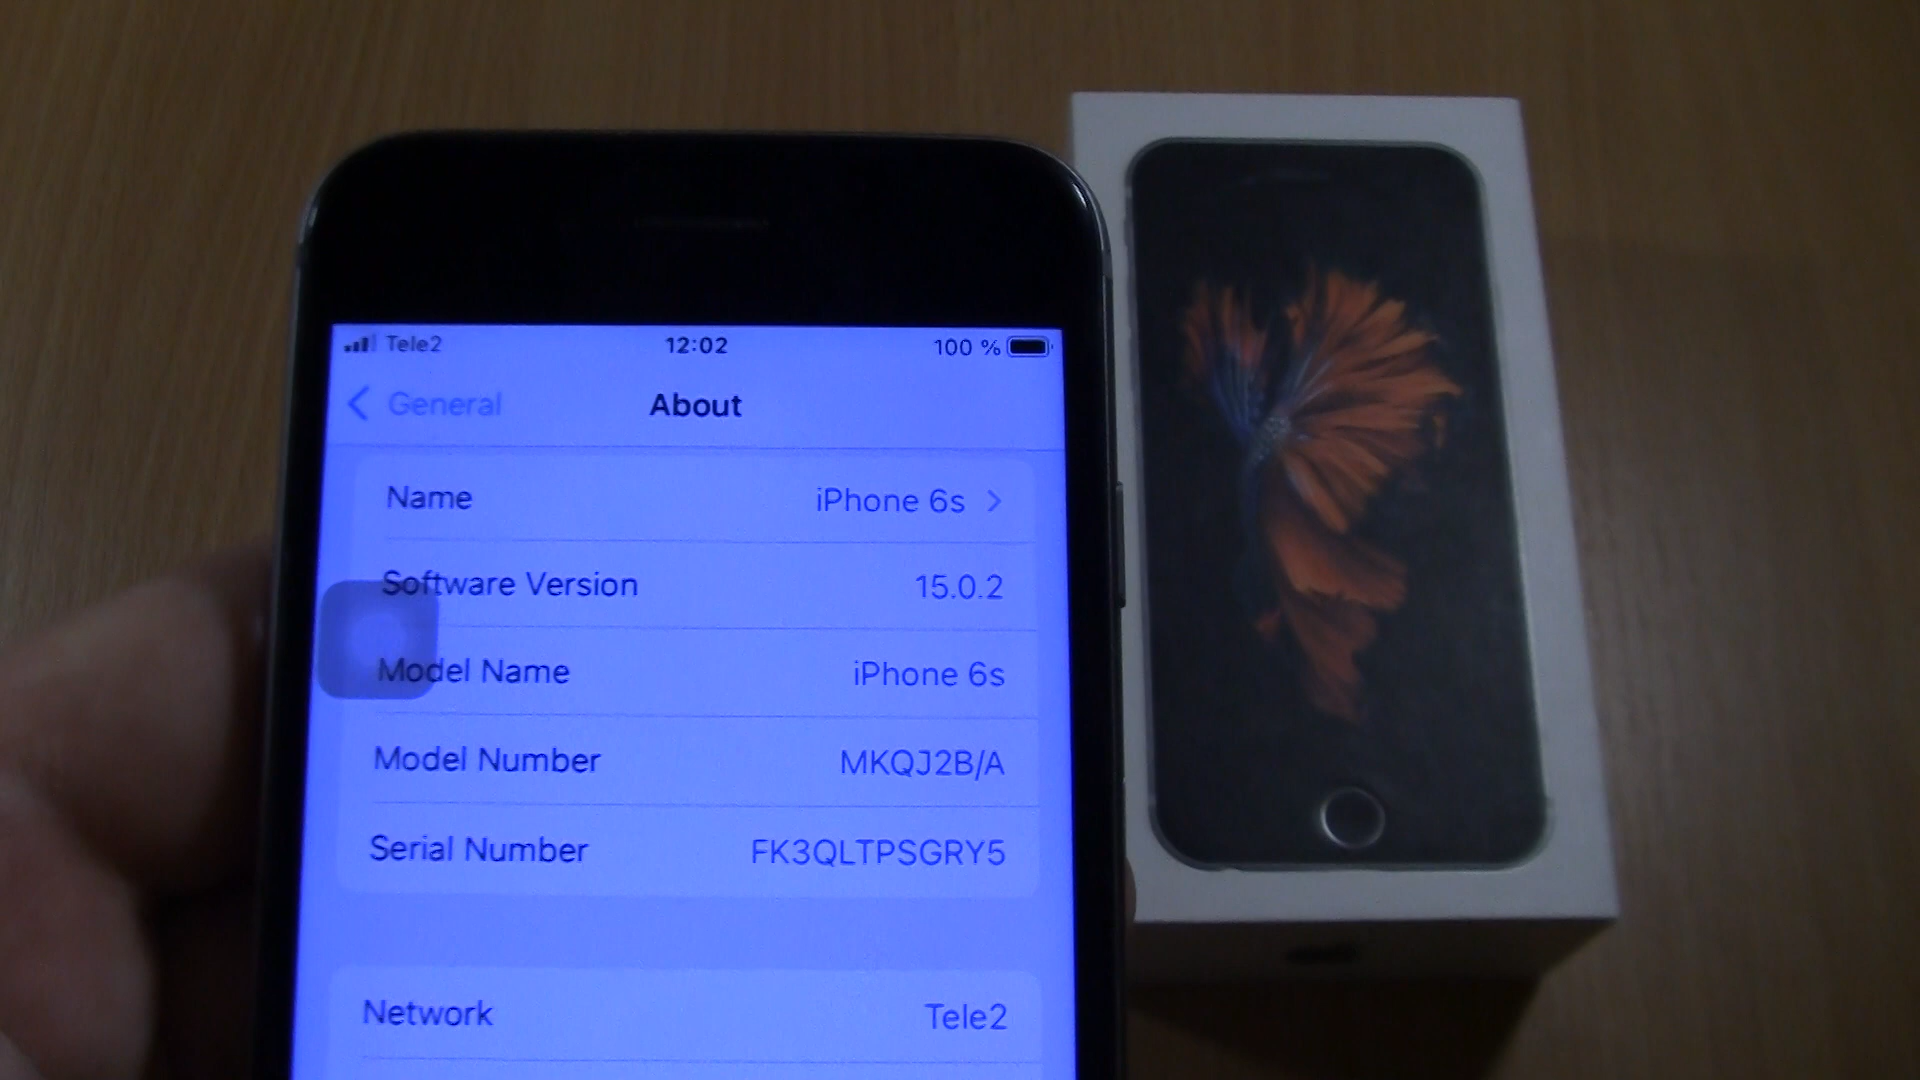 Tele2 12:02 100 %
General About
Name iPhone 6s
Software Version 15.0.2
Model Name iPhone 6s
Model Number MKQJ2B/A
Serial Number FK3QLTPSGRY5
Network Tele2